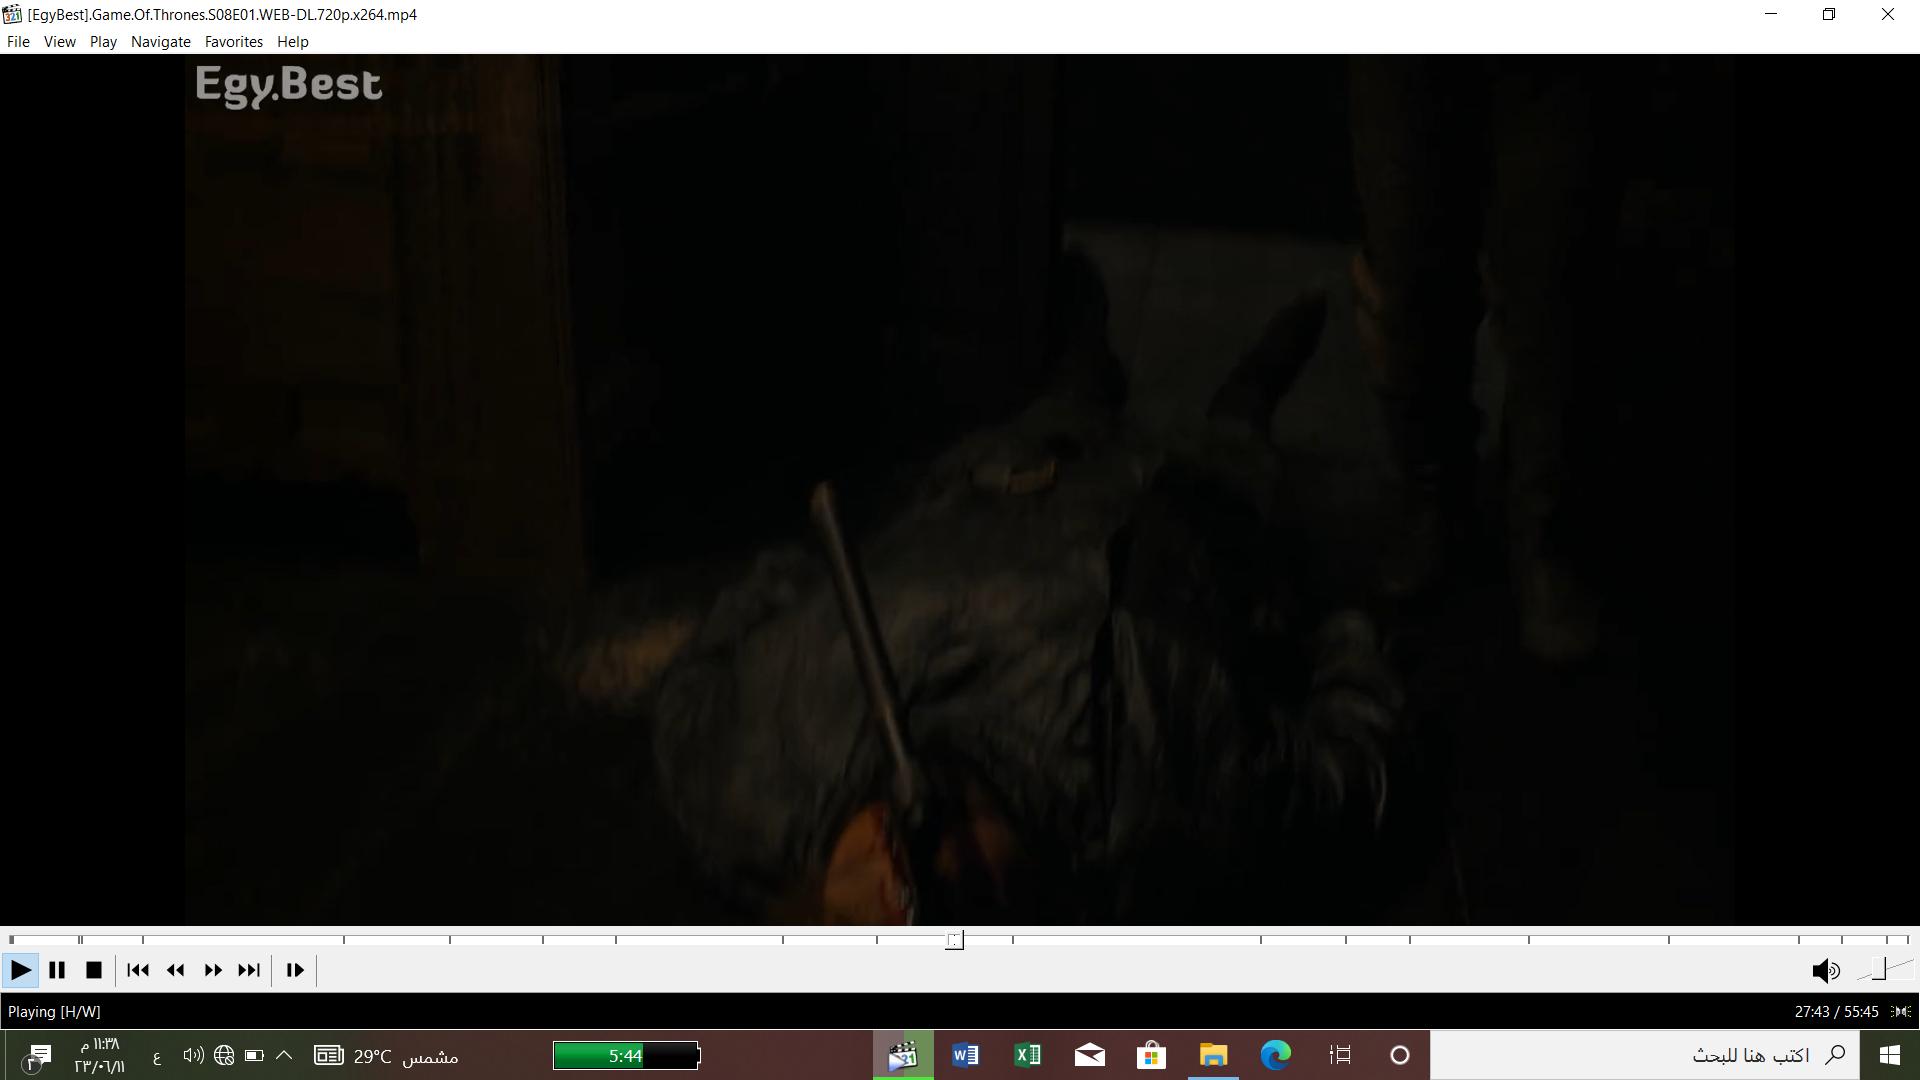 [EgyBest].Game.Of.Thrones.S08E01.WEB-DL.720p.x264.mp4
File View Play Navigate Favorites Help
Egy.Best
Playing [H/W]
27:43 / 55:45
١١:٣٨ م
٢٣/٠٦/١١
ع
29°C مشمس
5:44
اكتب هنا للبحث